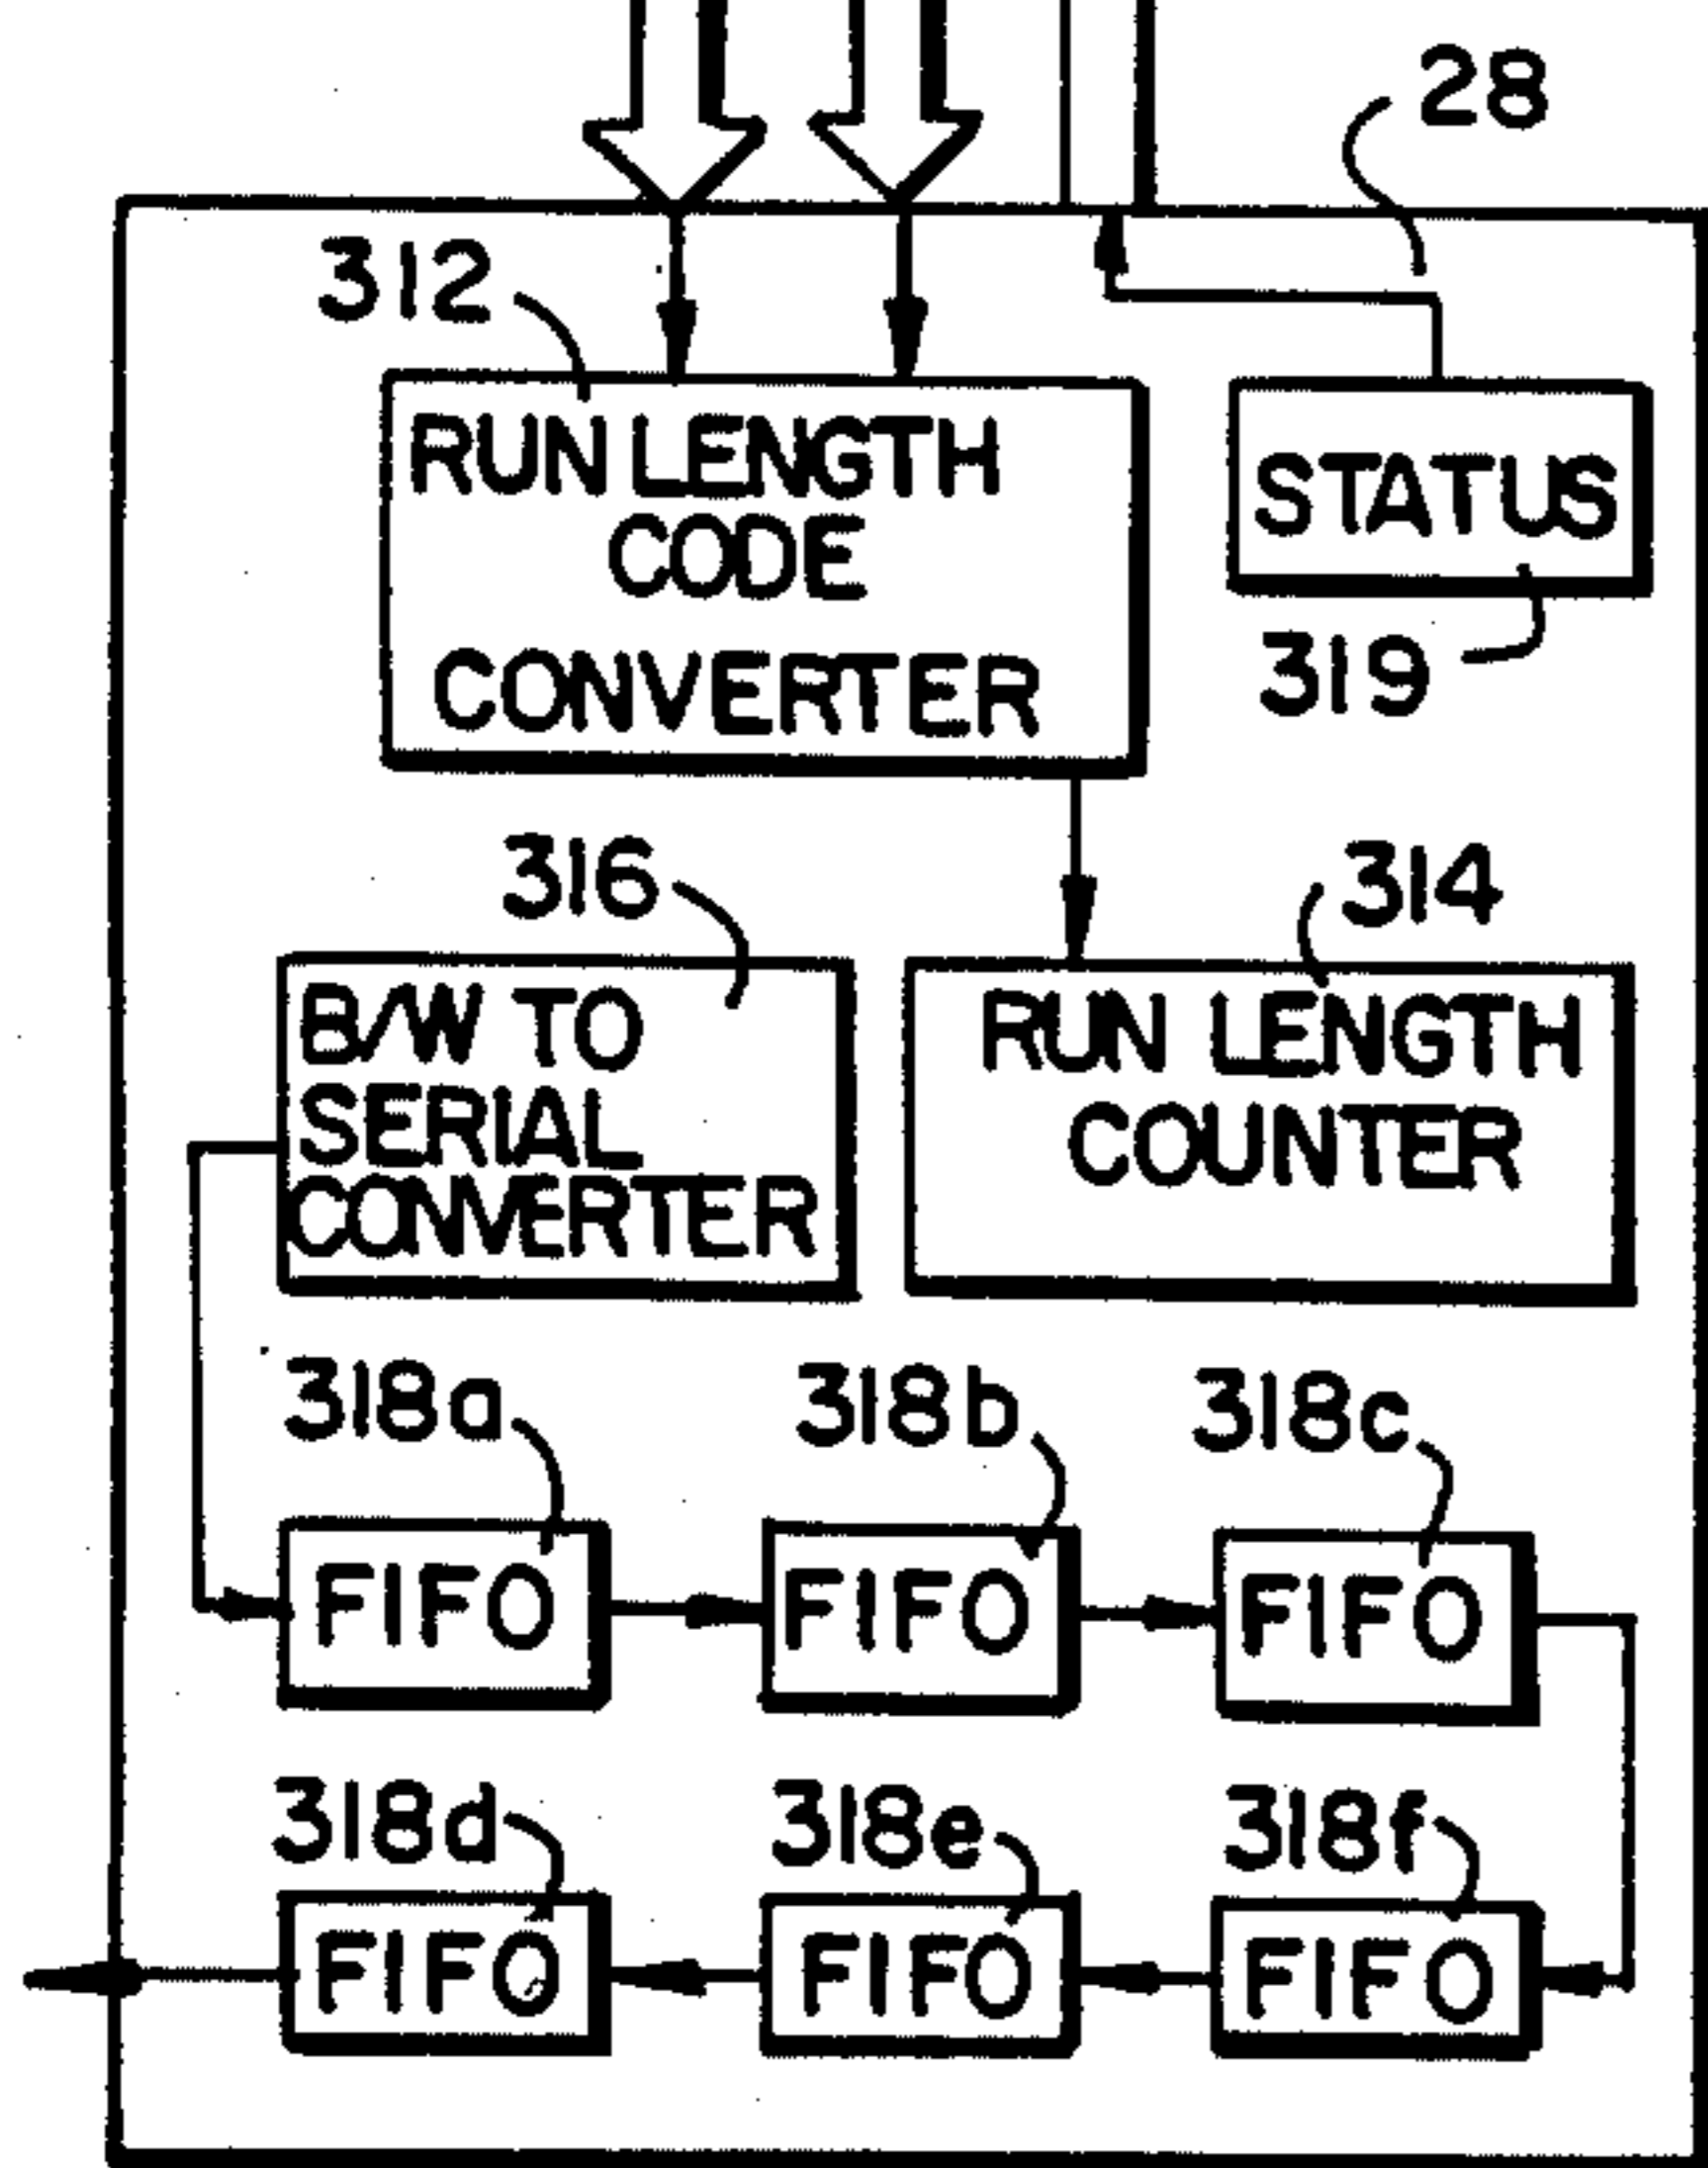 28
312
RUN LENGTH
CODE
CONVERTER
STATUS
319
316
314
B/W TO
SERIAL
CONVERTER
RUN LENGTH
COUNTER
318a
318b
318c
FIFO
FIFO
FIFO
318d
318e
318f
FIFO
FIFO
FIFO